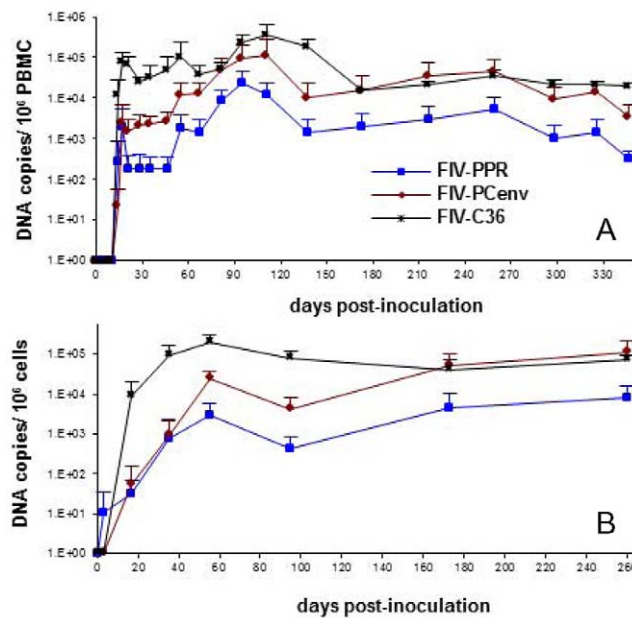 1.E+06
1.E+05
1.E+04
1.E+03
1.E+02
1.E+01
1.E+00
DNA copies/ 10⁶ PBMC
FIV-PPR
FIV-PCenv
FIV-C36
A
0 30 60 90 120 150 180 210 240 270 300 330
days post-inoculation
1.E+05
1.E+04
1.E+03
1.E+02
1.E+01
1.E+00
DNA copies/ 10⁶ cells
B
0 20 40 60 80 100 120 140 160 180 200 220 240 260
days post-inoculation